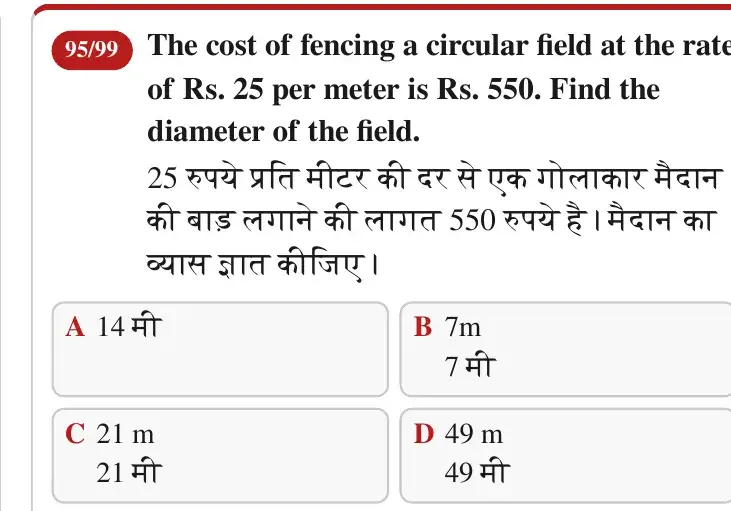 95/99 The cost of fencing a circular field at the rate
of Rs. 25 per meter is Rs. 550. Find the
diameter of the field.
25 रुपये प्रति मीटर की दर से एक गोलाकार मैदान
की बाड़ लगाने की लागत 550 रुपये है। मैदान का
व्यास ज्ञात कीजिए।
A 14 मी
B 7m
7 मी
C 21 m
21 मी
D 49 m
49 मी